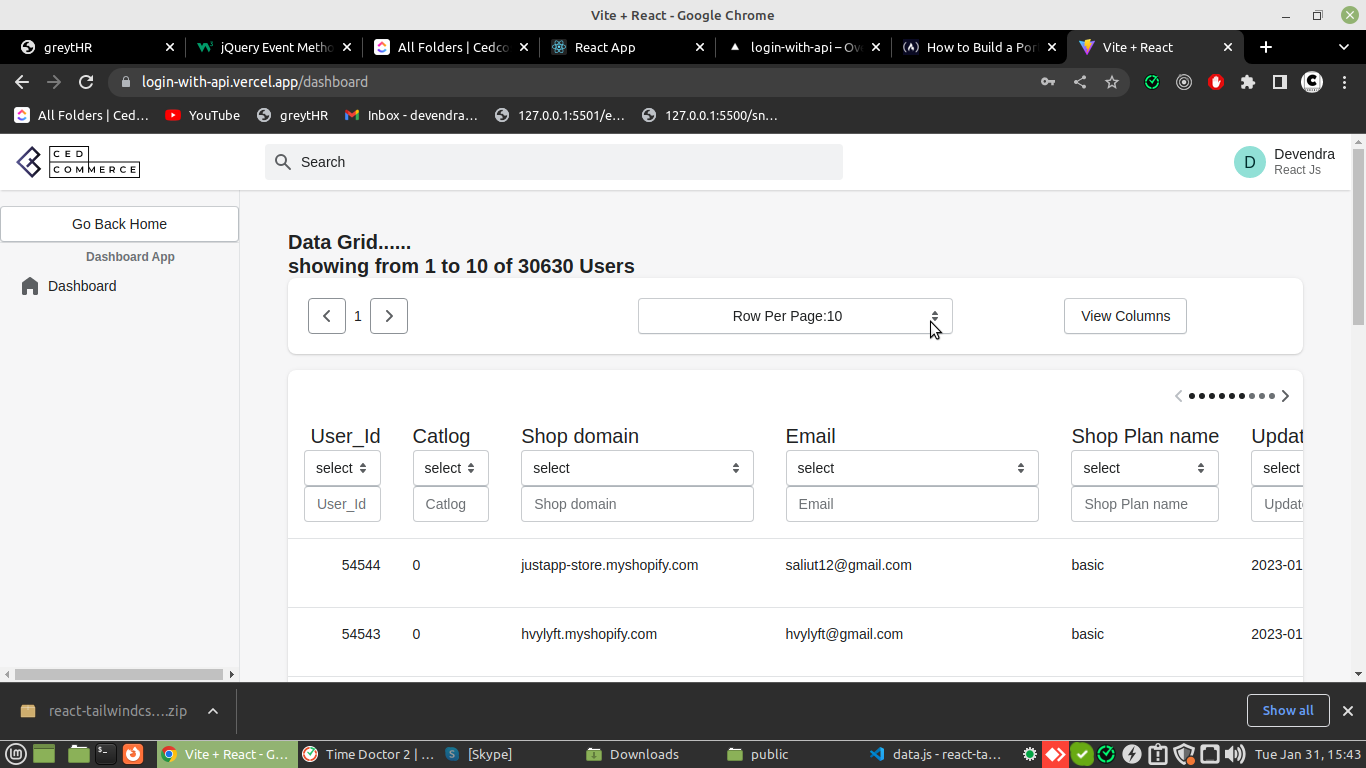 Vite + React - Google Chrome
greytHR
jQuery Event Metho
All Folders | Cedco
React App
login-with-api – Ov
How to Build a Por
Vite + React
login-with-api.vercel.app/dashboard
All Folders | Ced...
YouTube
greytHR
Inbox - devendra...
127.0.0.1:5501/e...
127.0.0.1:5500/sn...
CED
COMMERCE
Search
D
Devendra
React Js
Go Back Home
Dashboard App
Dashboard
Data Grid......
showing from 1 to 10 of 30630 Users
1
Row Per Page:10
View Columns
User_Id Catlog Shop domain Email Shop Plan name Updat
select select select select select select
User_Id Catlog Shop domain Email Shop Plan name Update
54544 0 justapp-store.myshopify.com saliut12@gmail.com basic 2023-01
54543 0 hvylyft.myshopify.com hvylyft@gmail.com basic 2023-01
react-tailwindcs....zip
Show all
Vite + React - G...
Time Doctor 2 | ...
[Skype]
Downloads
public
data.js - react-ta...
Tue Jan 31, 15:43